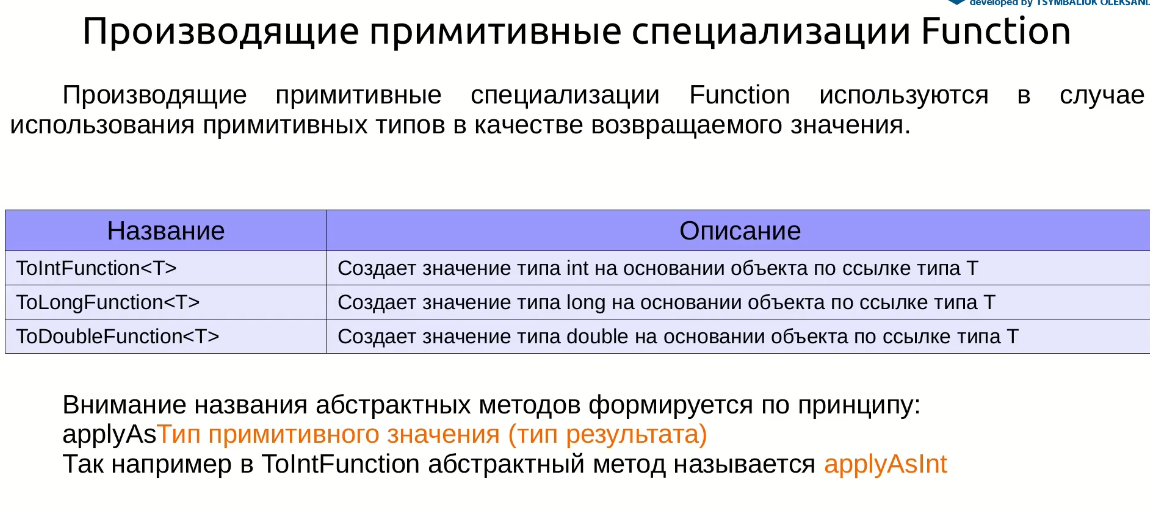 developed by TSYMBALIUK OLEKSAN
Производящие примитивные специализации Function
Производящие примитивные специализации Function используются в случае
использования примитивных типов в качестве возвращаемого значения.
Название Описание
ToIntFunction<T> Создает значение типа int на основании объекта по ссылке типа T
ToLongFunction<T> Создает значение типа long на основании объекта по ссылке типа T
ToDoubleFunction<T> Создает значение типа double на основании объекта по ссылке типа T
Внимание названия абстрактных методов формируется по принципу:
applyAsТип примитивного значения (тип результата)
Так например в ToIntFunction абстрактный метод называется applyAsInt